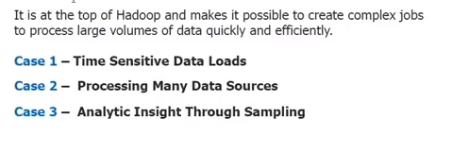 It is at the top of Hadoop and makes it possible to create complex jobs
to process large volumes of data quickly and efficiently.
Case 1 – Time Sensitive Data Loads
Case 2 – Processing Many Data Sources
Case 3 – Analytic Insight Through Sampling